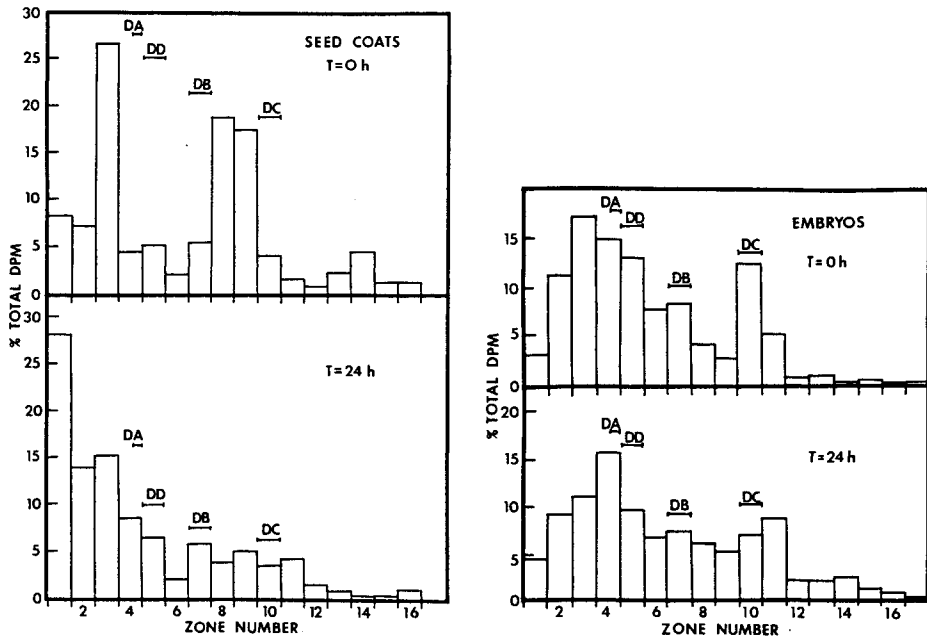 30
25
20
15
10
5
0
% TOTAL DPM
SEED COATS
T=0 h
DA
DD
DB
DC
30
25
20
15
10
5
0
T=24 h
DA
DD
DB
DC
2 4 6 8 10 12 14 16
ZONE NUMBER
15
10
5
0
% TOTAL DPM
EMBRYOS
T=0 h
DA
DD
DB
DC
20
15
10
5
0
T=24 h
DA
DD
DB
DC
2 4 6 8 10 12 14 16
ZONE NUMBER